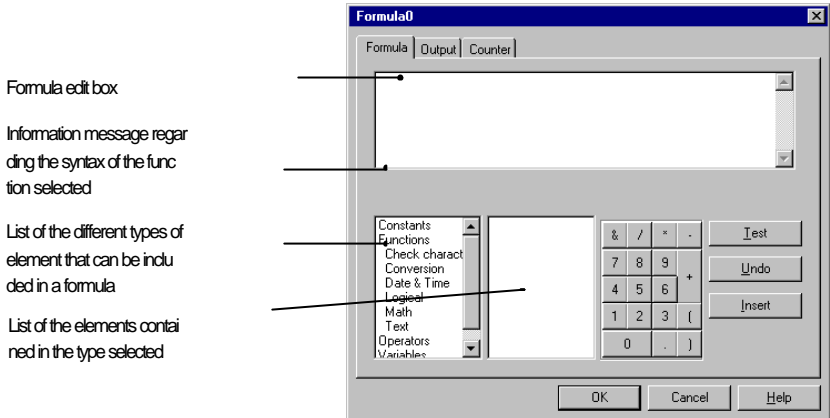 Formula0
Formula Output Counter
Formula edit box
Information message regar
ding the syntax of the func
tion selected
List of the different types of
element that can be inclu
ded in a formula
List of the elements contai
ned in the type selected
Constants
Functions
Check charact
Conversion
Date & Time
Logical
Math
Text
Operators
Variables
& / * -
7 8 9 +
4 5 6
1 2 3 (
0 . )
Test
Undo
Insert
OK Cancel Help